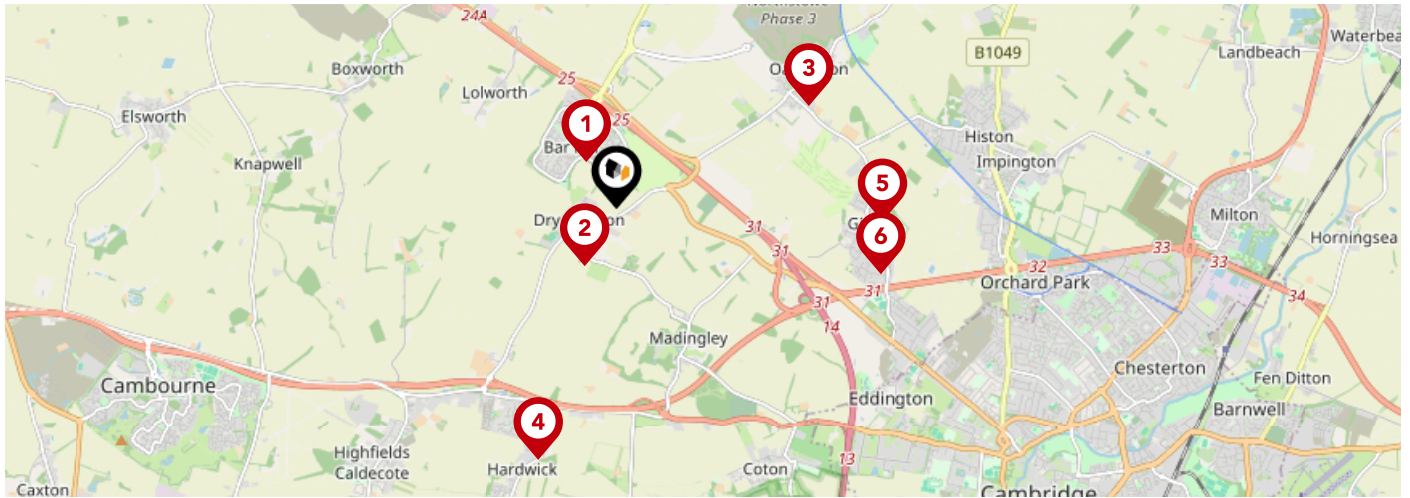 Northstowe
Phase 3
24A
B1049
Waterbea
Landbeach
Boxworth
25
3
Lolworth
Elsworth
25
1
Histon
Bar
Impington
Knapwell
5
Milton
Dry on
2
31
G
6
Horningsea
31
33
33
32
31
Orchard Park
34
31
14
Madingley
Chesterton
Cambourne
Fen Ditton
Eddington
Barnwell
4
Highfields
Caldecote
13
Hardwick
Coton
Caxton
Cambridge